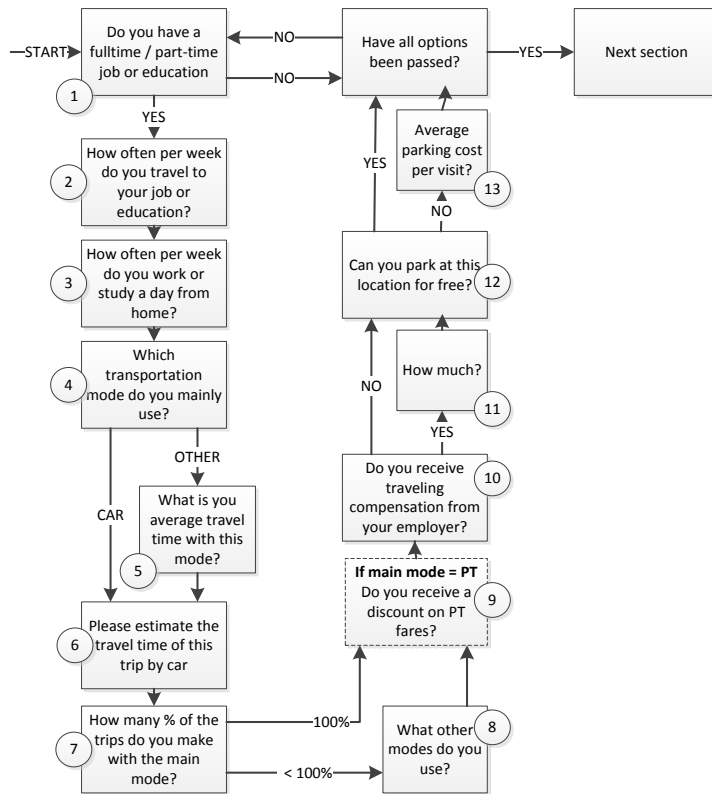 START
Do you have a
fulltime / part-time
job or education
1
NO
NO
Have all options
been passed?
YES
Next section
YES
How often per week
do you travel to
your job or
education?
2
How often per week
do you work or
study a day from
home?
3
Which
transportation
mode do you mainly
use?
4
OTHER
CAR
What is you
average travel
time with this
mode?
5
Please estimate the
travel time of this
trip by car
6
How many % of the
trips do you make
with the main
mode?
7
100%
< 100%
What other
modes do you
use?
8
If main mode = PT
Do you receive a
discount on PT
fares?
9
Do you receive
traveling
compensation from
your employer?
10
YES
NO
How much?
11
Can you park at this
location for free?
12
NO
YES
Average
parking cost
per visit?
13